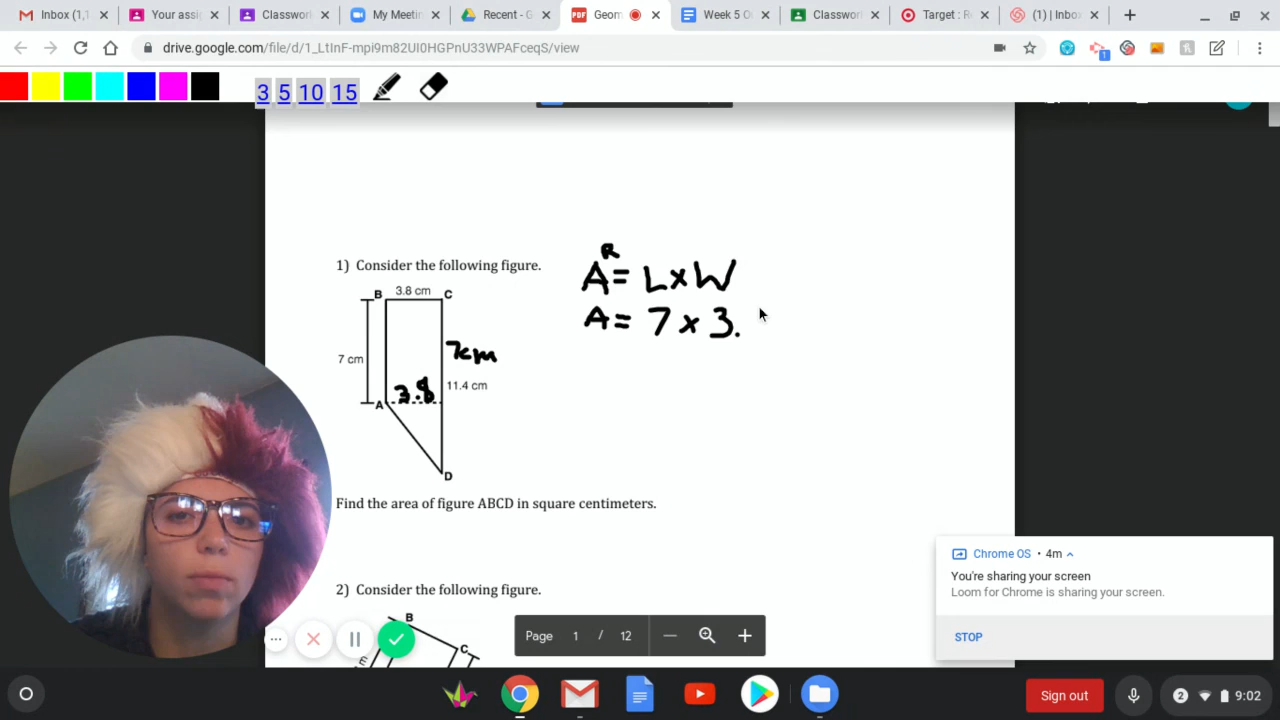 Inbox (1,1
Your assi
Classwor
My Meetin
Recent - G
Geom
Week 5 O
Classwor
Target : R
(1) | Inbox
drive.google.com/file/d/1_LtInF-mpi9m82UI0HGPnU33WPAFceqS/view
3 5 10 15
1) Consider the following figure.
B 3.8 cm C
7 cm
7cm
3.8
11.4 cm
A
D
R
A = L x W
A = 7 x 3.
Find the area of figure ABCD in square centimeters.
2) Consider the following figure.
B
C
Page 1 / 12
Chrome OS • 4m
You're sharing your screen
Loom for Chrome is sharing your screen.
STOP
Sign out
2 9:02